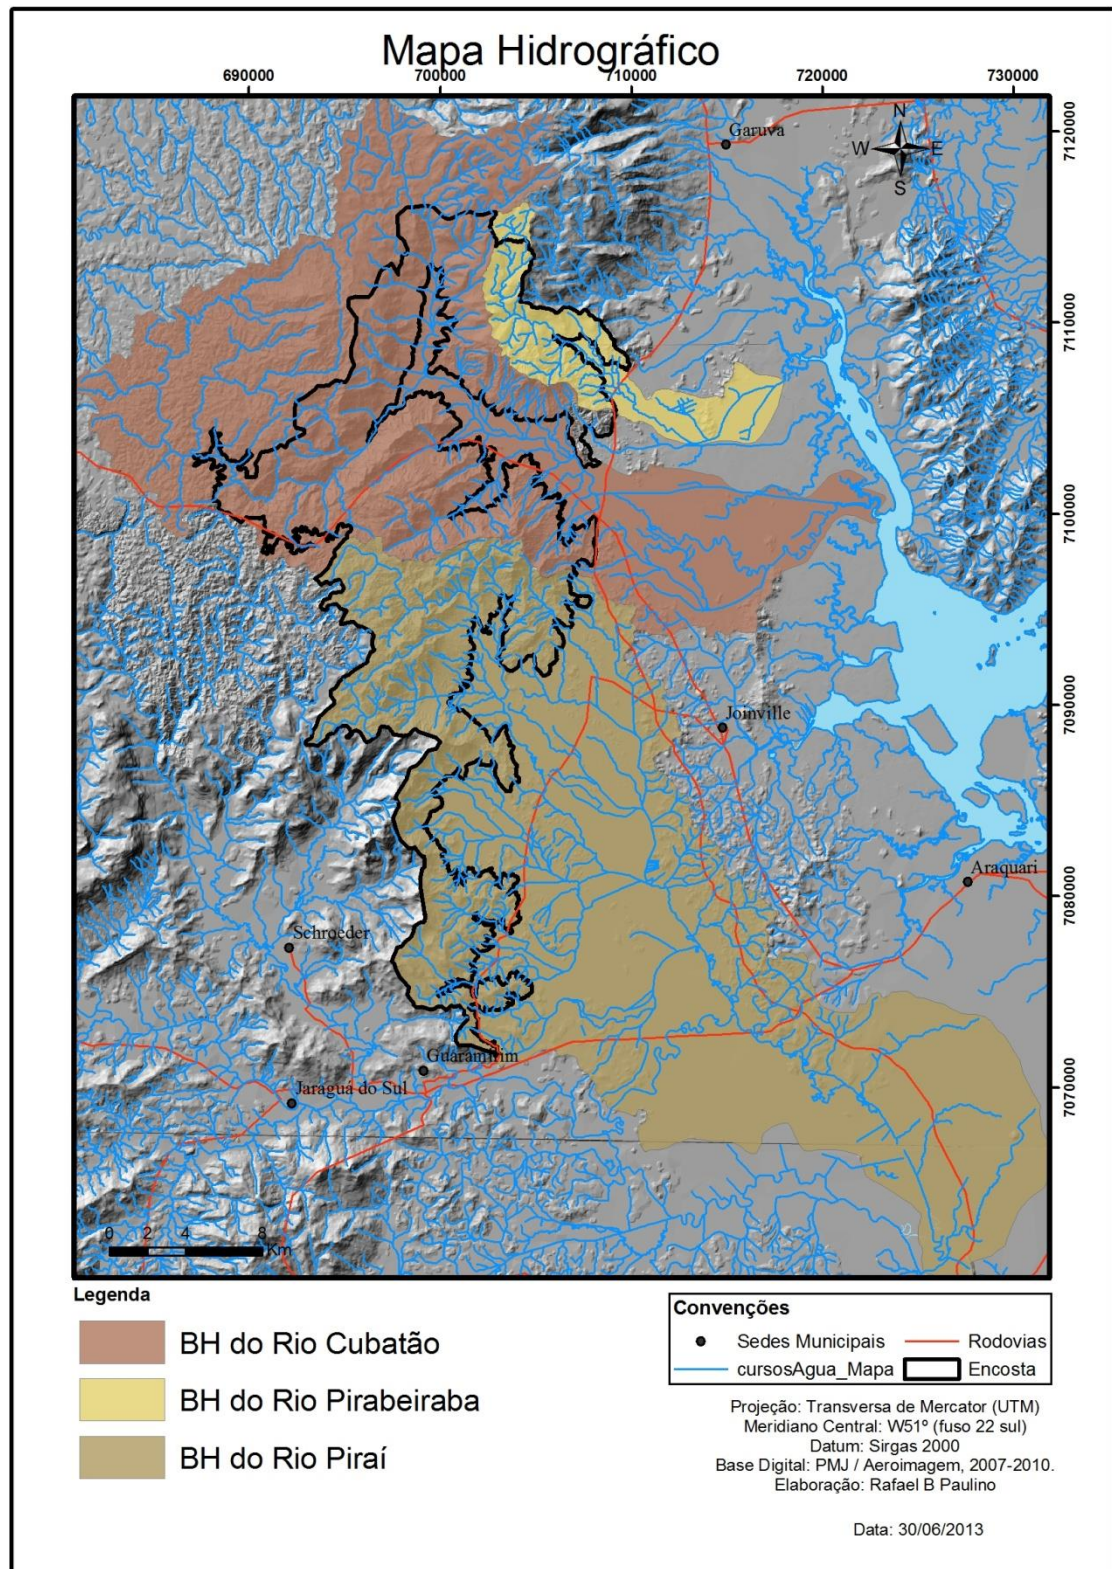 Mapa Hidrográfico
690000 700000 710000 720000 730000
7120000
7110000
7100000
7090000
7080000
7070000
N
W E
S
Garuva
Joinville
Araquari
Schroeder
Guaramirim
Jaraguá do Sul
0 2 4 8
Km
Legenda
BH do Rio Cubatão
BH do Rio Pirabeiraba
BH do Rio Piraí
Convenções
Sedes Municipais Rodovias
cursosAgua_Mapa Encosta
Projeção: Transversa de Mercator (UTM)
Meridiano Central: W51º (fuso 22 sul)
Datum: Sirgas 2000
Base Digital: PMJ / Aeroimagem, 2007-2010.
Elaboração: Rafael B Paulino
Data: 30/06/2013